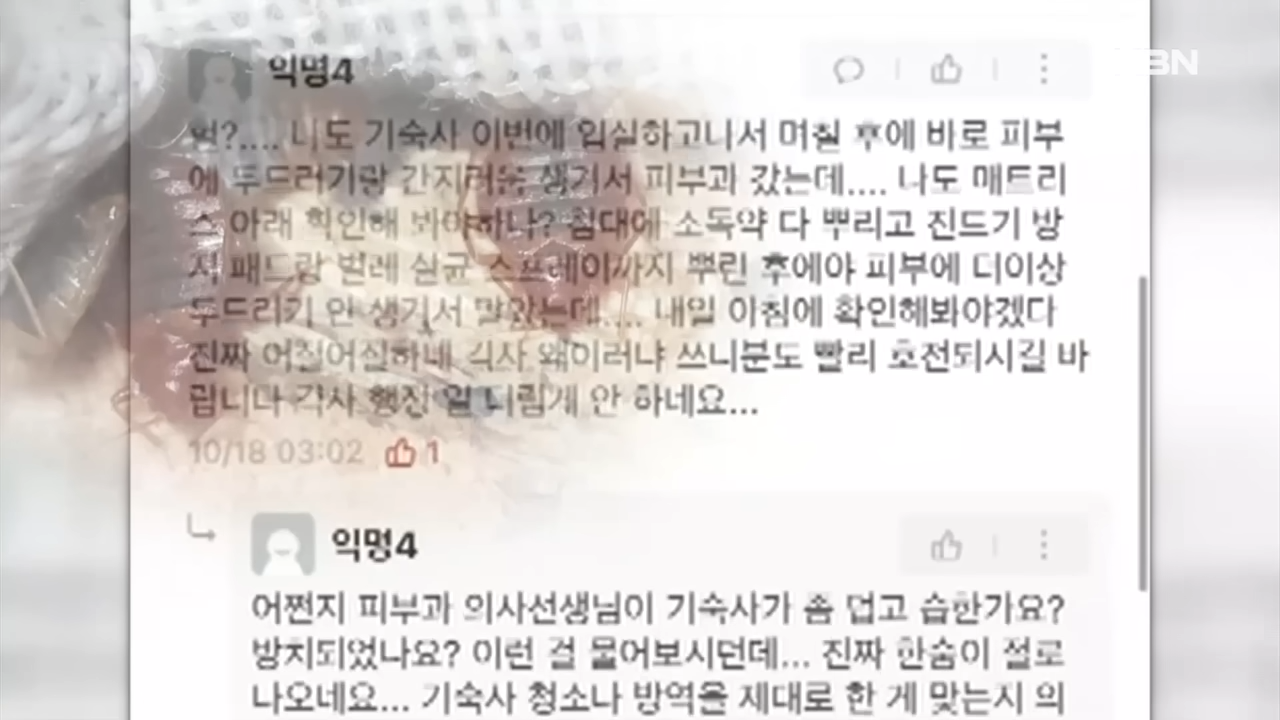 익명4
헐?.... 나도 기숙사 이번에 입실하고나서 며칠 후에 바로 피부
에 두드러기랑 간지러움 생겨서 피부과 갔는데.... 나도 매트리
스 아래 확인해 봐야하나? 침대에 소독약 다 뿌리고 진드기 방
지 패드랑 벌레 살균 스프레이까지 뿌린 후에야 피부에 더이상
두드러기 안 생기서 말았는데.... 내일 아침에 확인해봐야겠다
진짜 어질어질하네 긱사 왜이러냐 쓰니분도 빨리 호전되시길 바
랍니다 긱사 행정 일 더럽게 안 하네요...
10/18 03:02 1
익명4
어쩐지 피부과 의사선생님이 기숙사가 좀 덥고 습한가요?
방치되었나요? 이런 걸 물어보시던데... 진짜 한숨이 절로
나오네요... 기숙사 청소나 방역을 제대로 한 게 맞는지 의